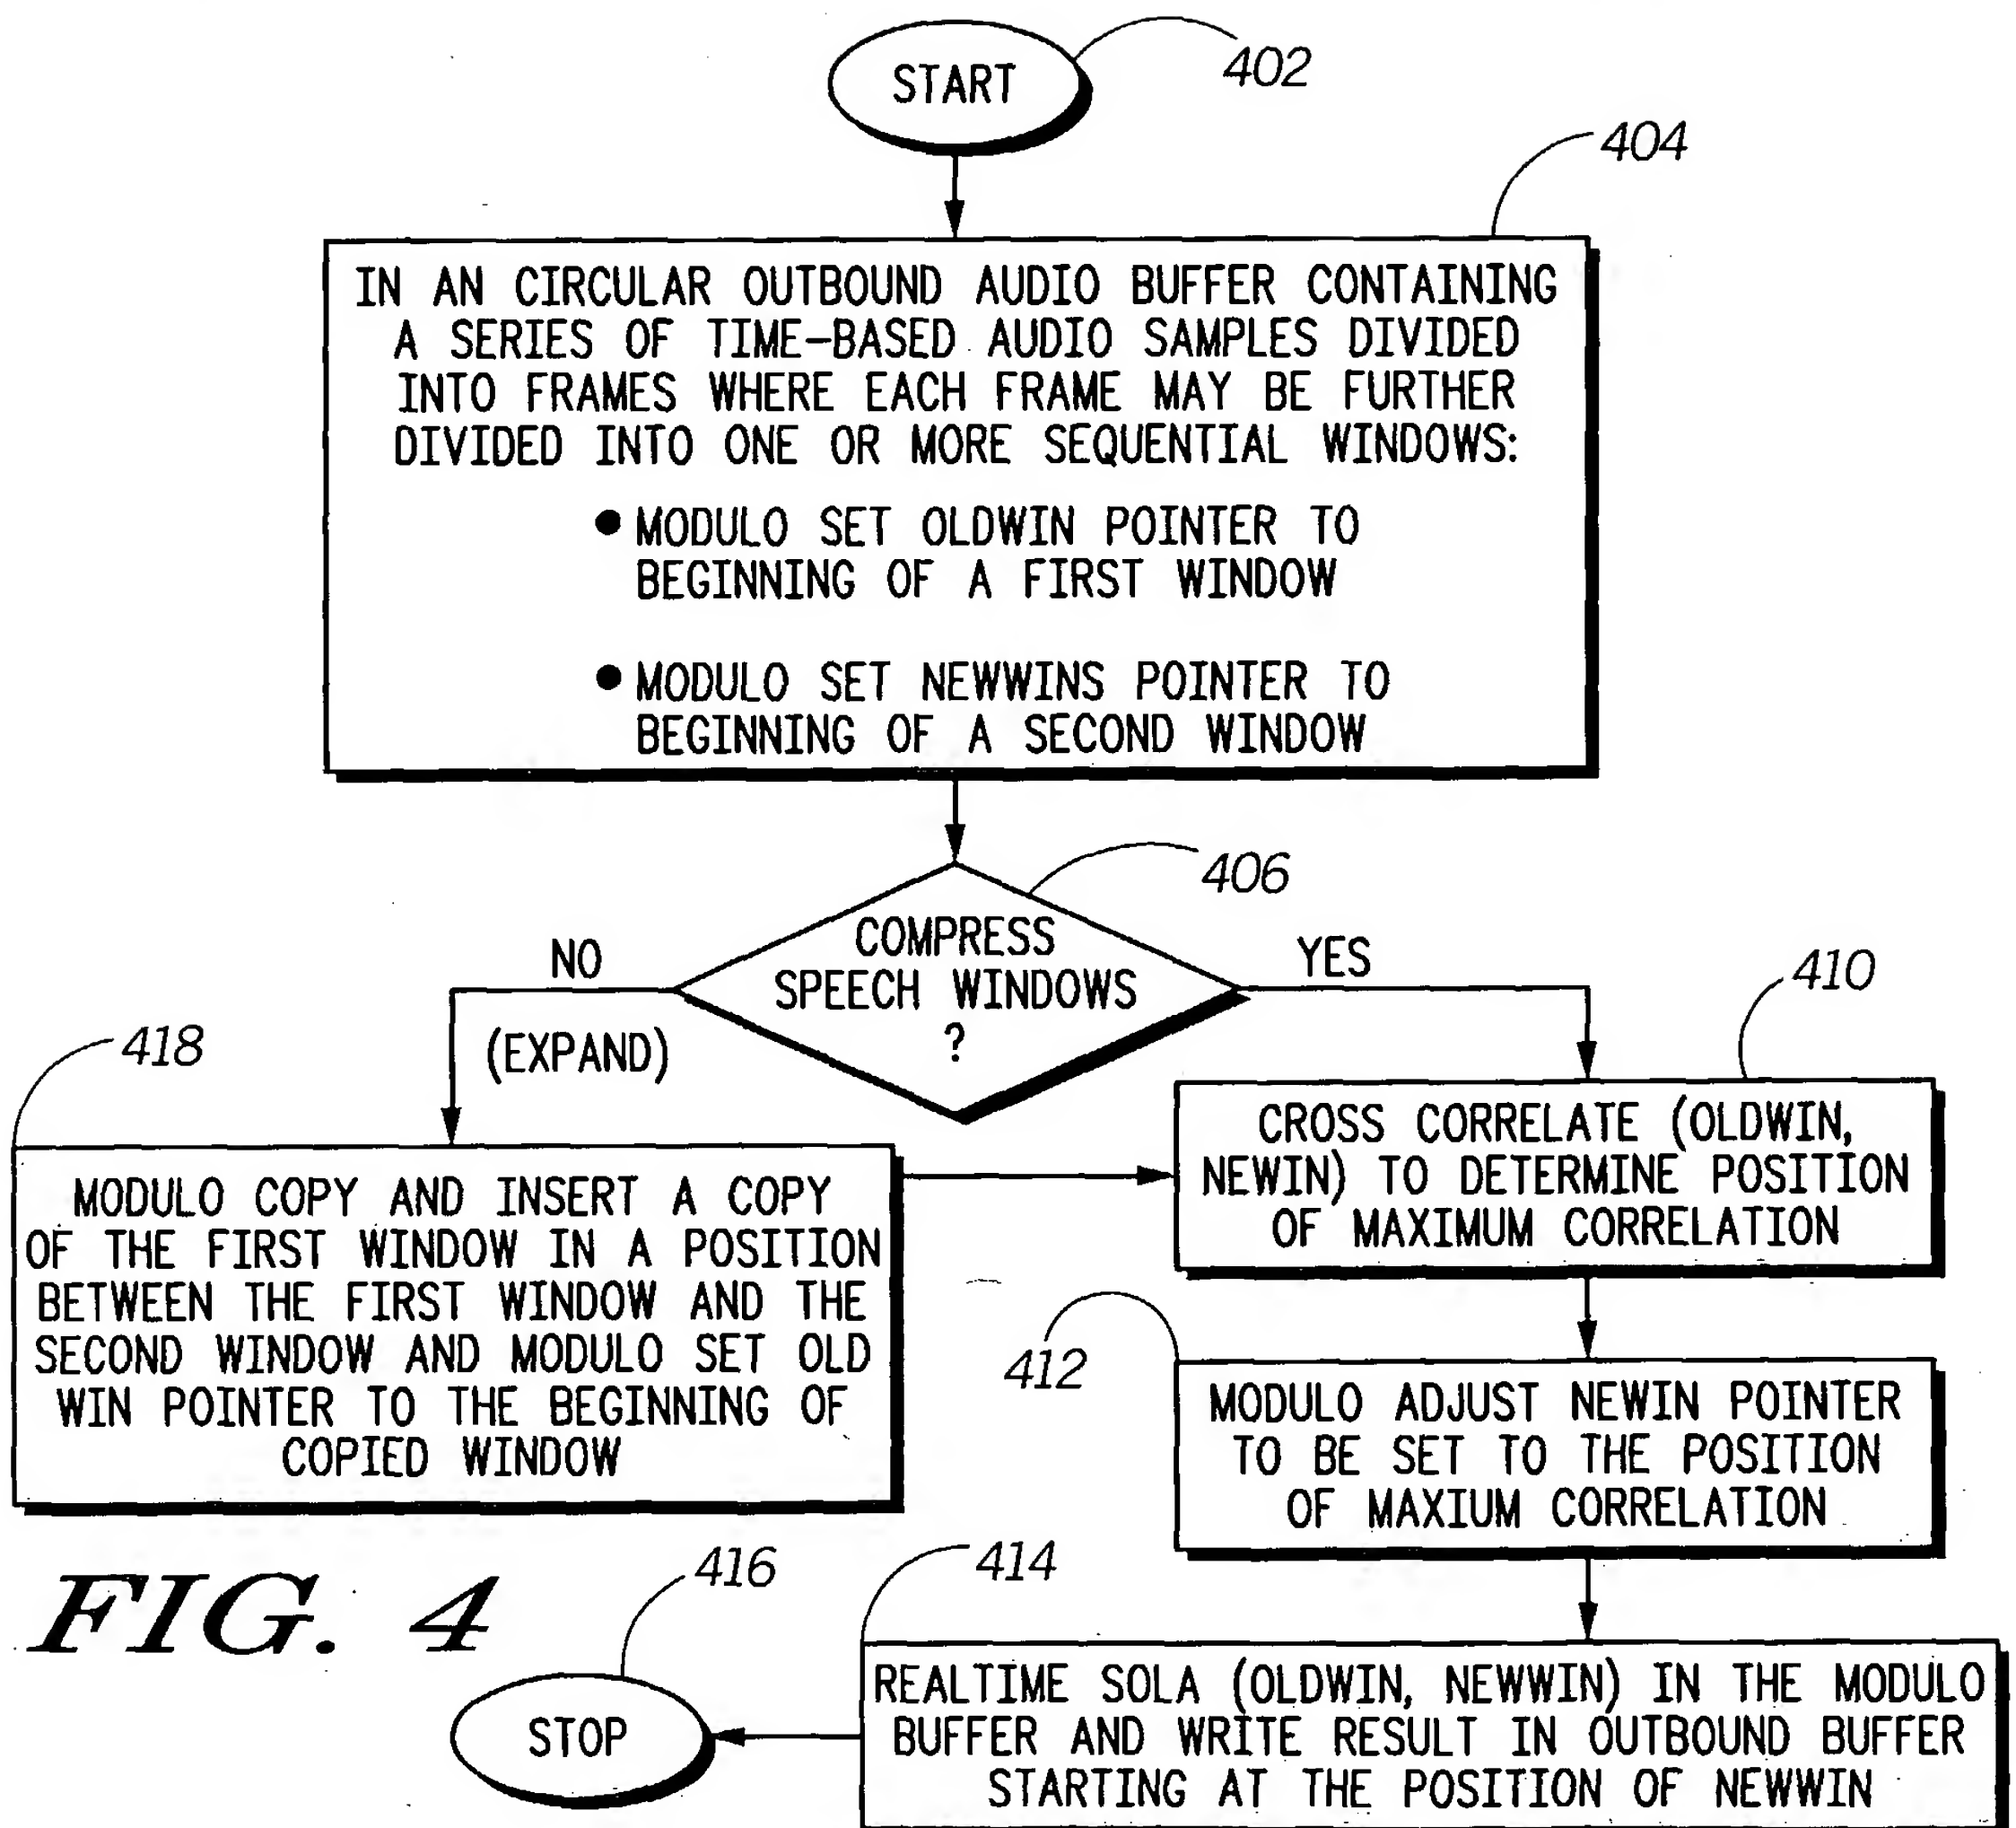 START
402
404
IN AN CIRCULAR OUTBOUND AUDIO BUFFER CONTAINING
A SERIES OF TIME-BASED AUDIO SAMPLES DIVIDED
INTO FRAMES WHERE EACH FRAME MAY BE FURTHER
DIVIDED INTO ONE OR MORE SEQUENTIAL WINDOWS:
● MODULO SET OLDWIN POINTER TO
BEGINNING OF A FIRST WINDOW
● MODULO SET NEWWINS POINTER TO
BEGINNING OF A SECOND WINDOW
406
COMPRESS
SPEECH WINDOWS
?
NO
(EXPAND)
YES
418
MODULO COPY AND INSERT A COPY
OF THE FIRST WINDOW IN A POSITION
BETWEEN THE FIRST WINDOW AND THE
SECOND WINDOW AND MODULO SET OLD
WIN POINTER TO THE BEGINNING OF
COPIED WINDOW
410
CROSS CORRELATE (OLDWIN,
NEWIN) TO DETERMINE POSITION
OF MAXIMUM CORRELATION
412
MODULO ADJUST NEWIN POINTER
TO BE SET TO THE POSITION
OF MAXIUM CORRELATION
414
REALTIME SOLA (OLDWIN, NEWWIN) IN THE MODULO
BUFFER AND WRITE RESULT IN OUTBOUND BUFFER
STARTING AT THE POSITION OF NEWWIN
416
STOP
FIG. 4